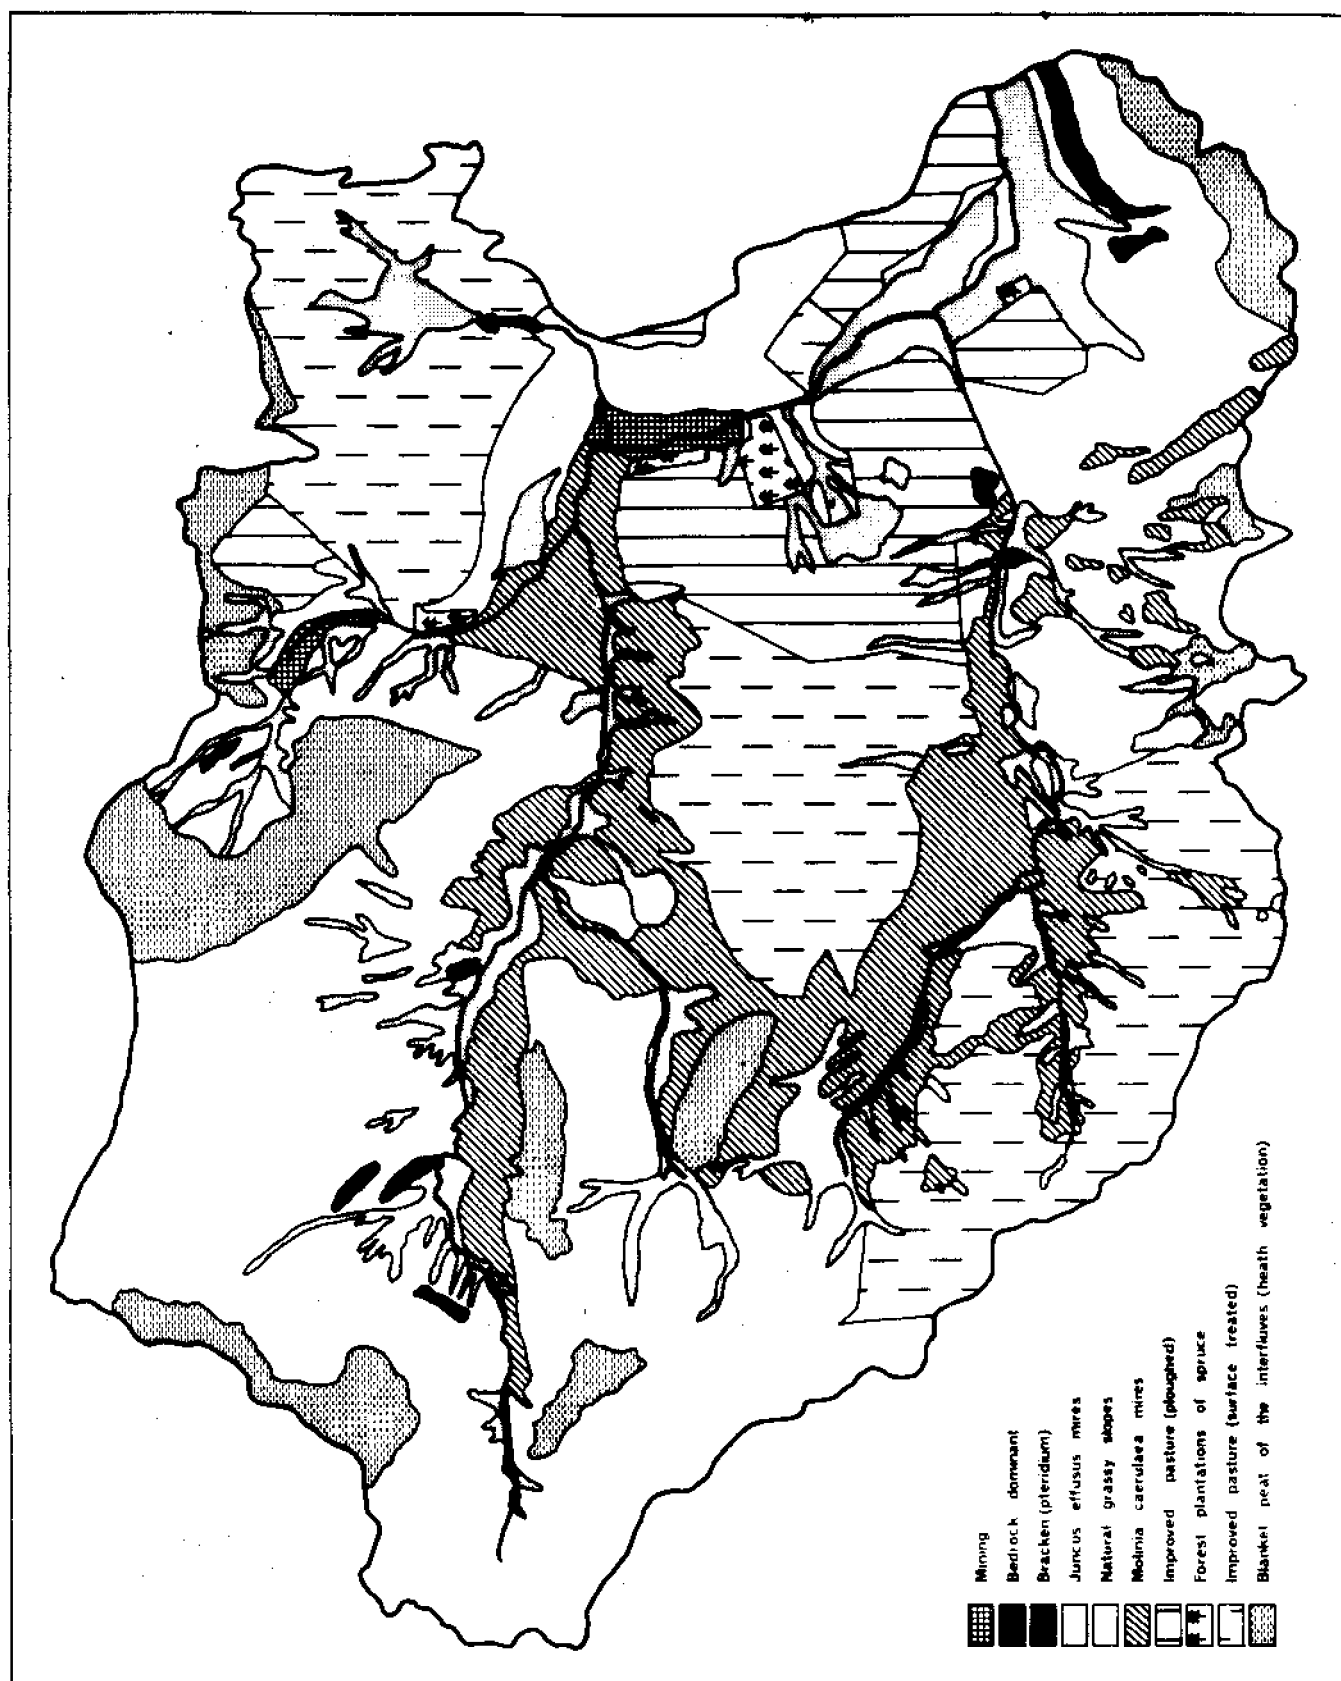 Mining
Bedrock dominant
Bracken (pteridium)
Juncus effusus mires
Natural grassy slopes
Molinia caerulaea mires
Improved pasture (ploughed)
Forest plantations of spruce
Improved pasture (surface treated)
Blanket peat of the interfluves (heath vegetation)